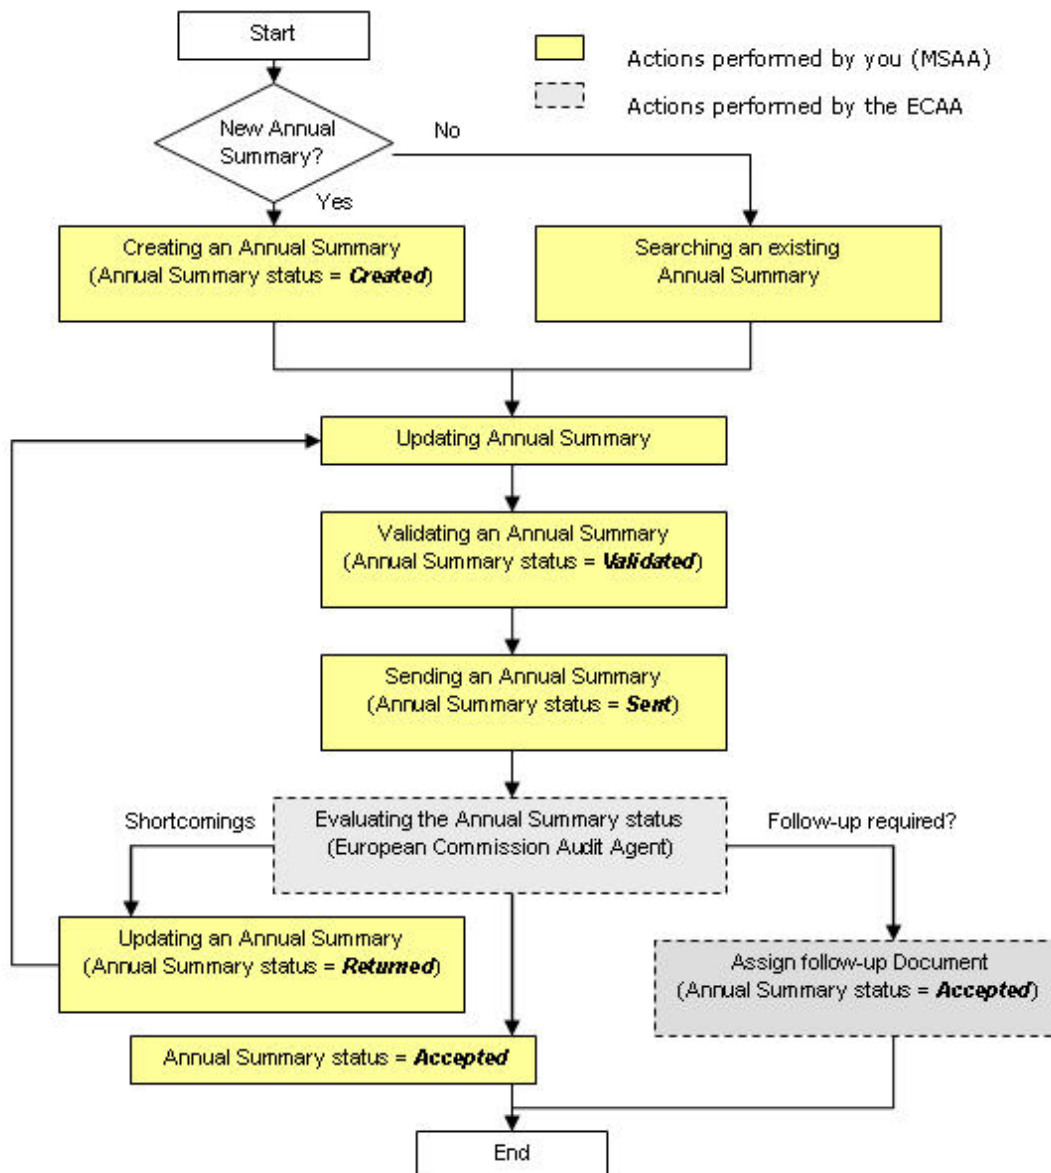 Start
Actions performed by you (MSAA)
Actions performed by the ECAA
New Annual
Summary?
No
Yes
Creating an Annual Summary
(Annual Summary status = Created)
Searching an existing
Annual Summary
Updating Annual Summary
Validating an Annual Summary
(Annual Summary status = Validated)
Sending an Annual Summary
(Annual Summary status = Sent)
Shortcomings
Evaluating the Annual Summary status
(European Commission Audit Agent)
Follow-up required?
Updating an Annual Summary
(Annual Summary status = Returned)
Assign follow-up Document
(Annual Summary status = Accepted)
Annual Summary status = Accepted
End